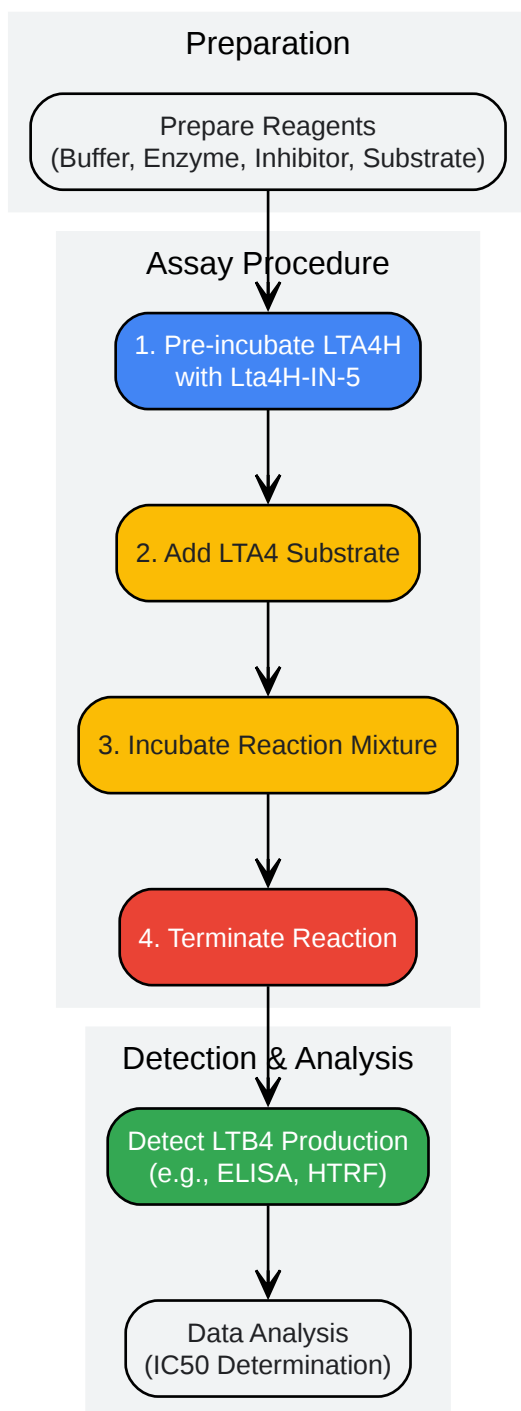 Preparation
Prepare Reagents
(Buffer, Enzyme, Inhibitor, Substrate)
Assay Procedure
1. Pre-incubate LTA4H
with Lta4H-IN-5
2. Add LTA4 Substrate
3. Incubate Reaction Mixture
4. Terminate Reaction
Detection & Analysis
Detect LTB4 Production
(e.g., ELISA, HTRF)
Data Analysis
(IC50 Determination)